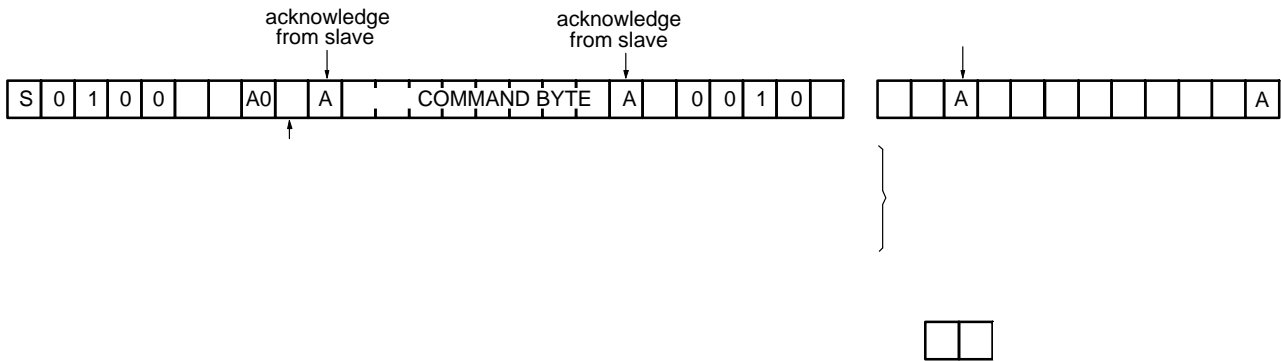 acknowledge
from slave
acknowledge
from slave
S 0 1 0 0 A0 A COMMAND BYTE A 0 0 1 0 A A